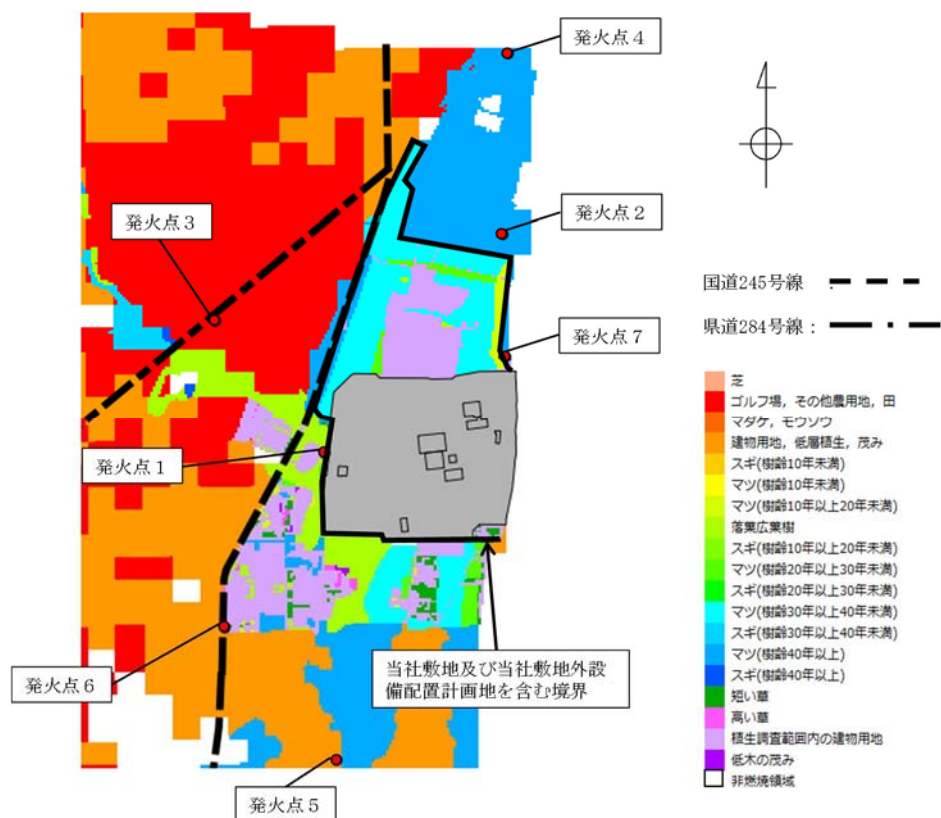 発火点4
発火点2
発火点3
国道245号線 :
県道284号線:
発火点7
発火点1
芝
ゴルフ場,その他農用地,田
マダケ,モウソウ
建物用地,低層植生,茂み
スギ(樹齢10年未満)
マツ(樹齢10年未満)
マツ(樹齢10年以上20年未満)
落葉広葉樹
スギ(樹齢10年以上20年未満)
マツ(樹齢20年以上30年未満)
スギ(樹齢20年以上30年未満)
マツ(樹齢30年以上40年未満)
スギ(樹齢30年以上40年未満)
マツ(樹齢40年以上)
スギ(樹齢40年以上)
短い草
高い草
植生調査範囲内の建物用地
低木の茂み
非燃焼領域
当社敷地及び当社敷地外設
備配置計画地を含む境界
発火点6
発火点5